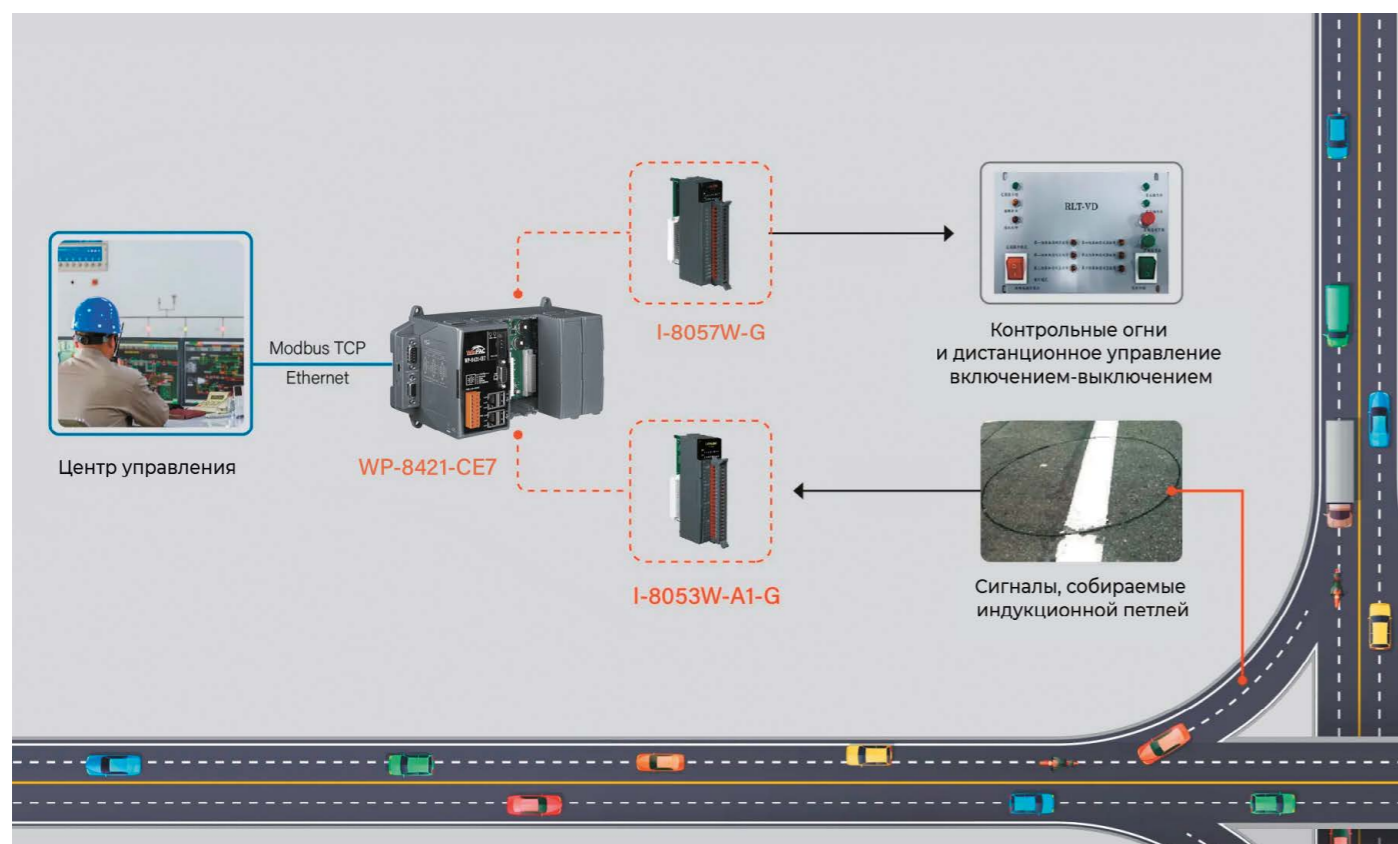 Центр управления
Modbus TCP
Ethernet
WP-8421-CE7
I-8057W-G
I-8053W-A1-G
RLT-VD
Контрольные огни
и дистанционное управление
включением-выключением
Сигналы, собираемые
индукционной петлей